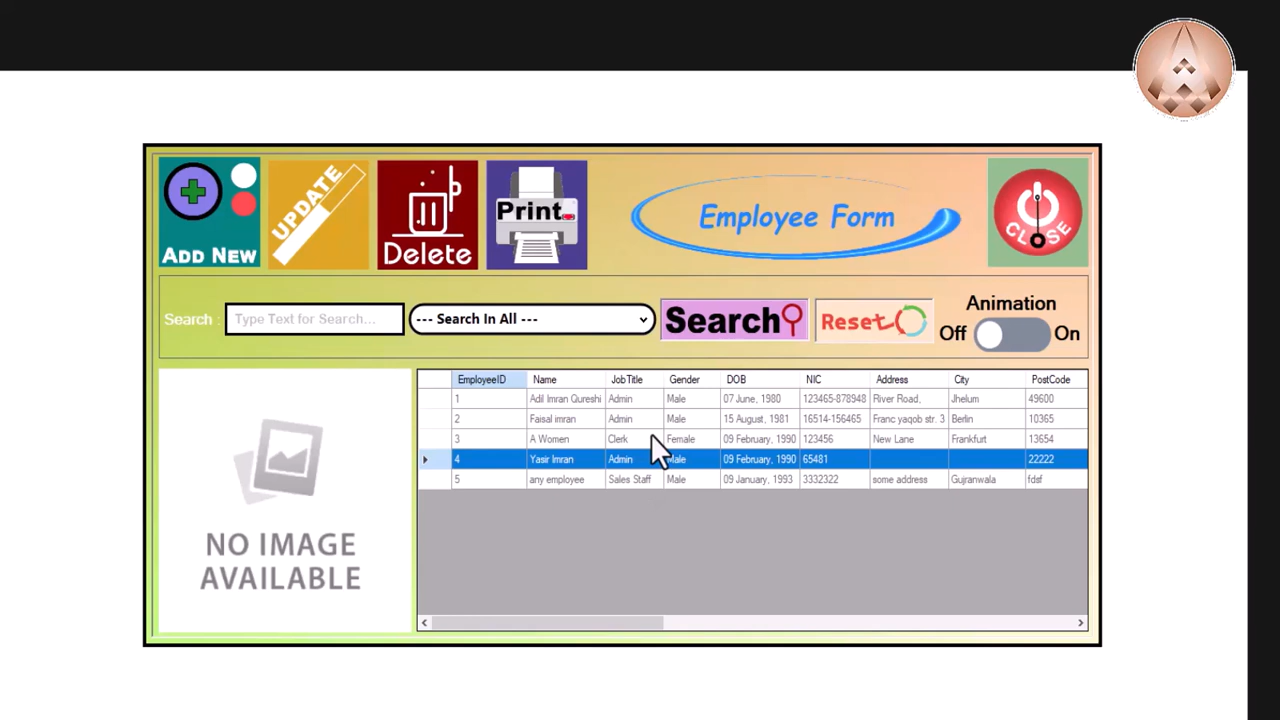 ADD NEW
UPDATE
Delete
Print
Employee Form
CLOSE
Search :
Type Text for Search...
--- Search In All ---
Search
Reset
Animation
Off
On
NO IMAGE
AVAILABLE
EmployeeID Name JobTitle Gender DOB NIC Address City PostCode
1 Adil Imran Qureshi Admin Male 07 June, 1980 123465-878948 River Road, Jhelum 49600
2 Faisal imran Admin Male 15 August, 1981 16514-156465 Franc yaqob str. 3 Berlin 10365
3 A Women Clerk Female 09 February, 1990 123456 New Lane Frankfurt 13654
4 Yasir Imran Admin Male 09 February, 1990 65481 22222
5 any employee Sales Staff Male 09 January, 1993 3332322 some address Gujranwala fdsf